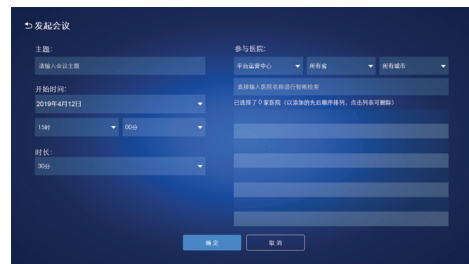 发起会议
主题:
请输入会议主题
开始时间:
2019年4月12日
15时
00分
时长:
30分
参与医院:
平台运营中心
所有省
所有城市
直接输入医院名称进行智能检索
已选择了0家医院（以添加的先后顺序排列，点击列表可删除）
确定
取消